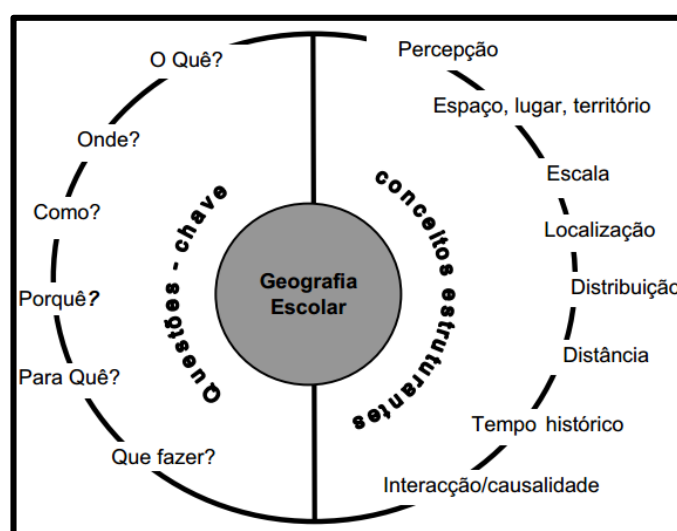 O Quê?
Onde?
Como?
Porquê?
Para Quê?
Que fazer?
Questões - chave
Geografia
Escolar
conceitos estruturantes
Percepção
Espaço, lugar, território
Escala
Localização
Distribuição
Distância
Tempo histórico
Interacção/causalidade